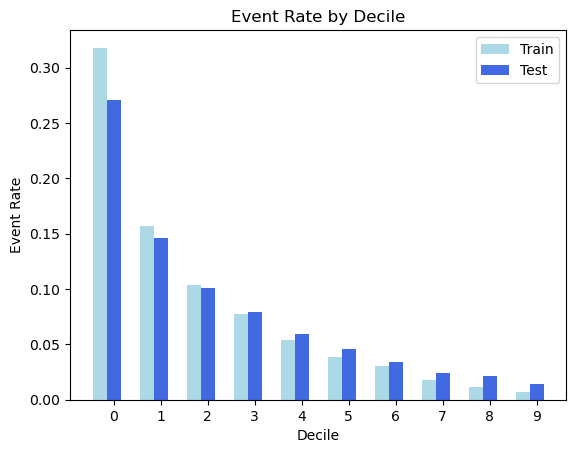 Event Rate by Decile
Train
Test
Event Rate
0.30
0.25
0.20
0.15
0.10
0.05
0.00
0 1 2 3 4 5 6 7 8 9
Decile